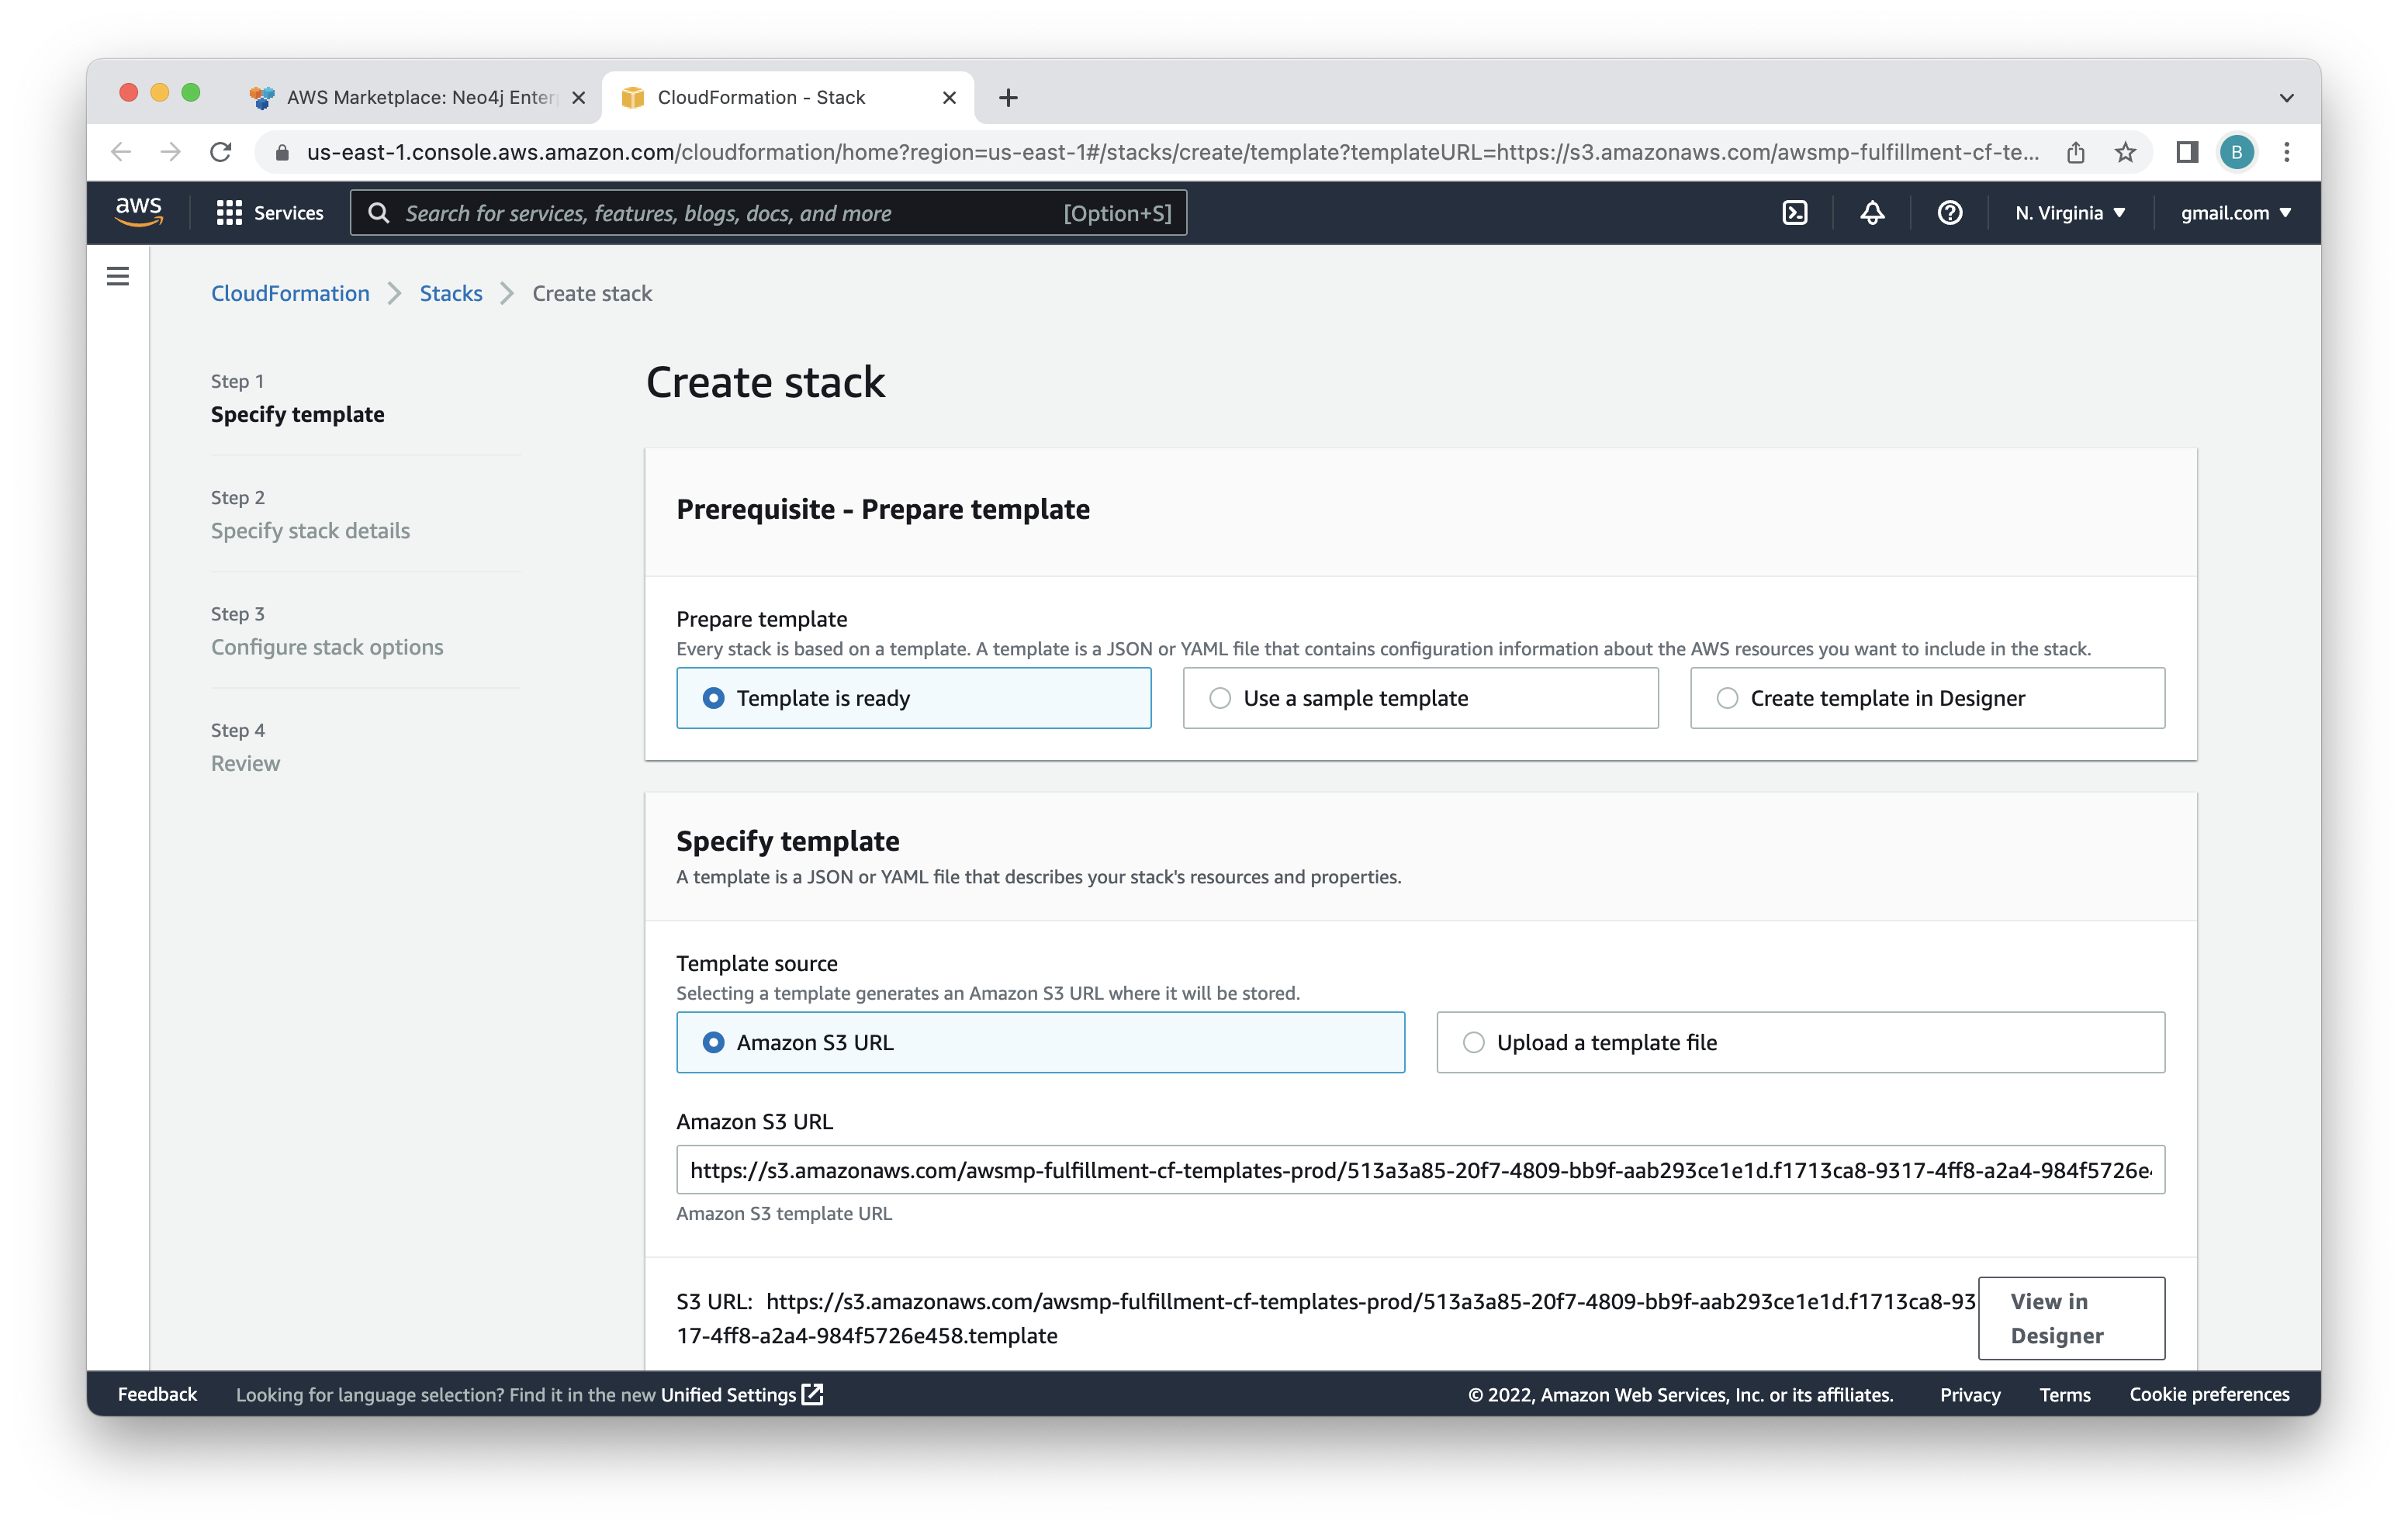 AWS Marketplace: Neo4j Enter
CloudFormation - Stack
us-east-1.console.aws.amazon.com/cloudformation/home?region=us-east-1#/stacks/create/template?templateURL=https://s3.amazonaws.com/awsmp-fulfillment-cf-te...
B
aws
Services
Search for services, features, blogs, docs, and more
[Option+S]
N. Virginia
gmail.com
CloudFormation
Stacks
Create stack
Step 1
Specify template
Step 2
Specify stack details
Step 3
Configure stack options
Step 4
Review
Create stack
Prerequisite - Prepare template
Prepare template
Every stack is based on a template. A template is a JSON or YAML file that contains configuration information about the AWS resources you want to include in the stack.
Template is ready
Use a sample template
Create template in Designer
Specify template
A template is a JSON or YAML file that describes your stack's resources and properties.
Template source
Selecting a template generates an Amazon S3 URL where it will be stored.
Amazon S3 URL
Upload a template file
Amazon S3 URL
https://s3.amazonaws.com/awsmp-fulfillment-cf-templates-prod/513a3a85-20f7-4809-bb9f-aab293ce1e1d.f1713ca8-9317-4ff8-a2a4-984f5726e4
Amazon S3 template URL
S3 URL: https://s3.amazonaws.com/awsmp-fulfillment-cf-templates-prod/513a3a85-20f7-4809-bb9f-aab293ce1e1d.f1713ca8-93
17-4ff8-a2a4-984f5726e458.template
View in
Designer
Feedback
Looking for language selection? Find it in the new Unified Settings
© 2022, Amazon Web Services, Inc. or its affiliates.
Privacy
Terms
Cookie preferences